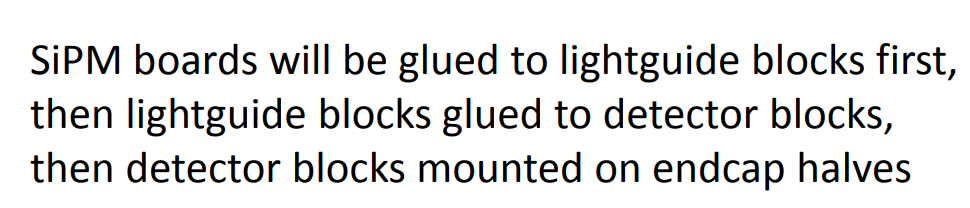 SiPM boards will be glued to lightguide blocks first,
then lightguide blocks glued to detector blocks,
then detector blocks mounted on endcap halves